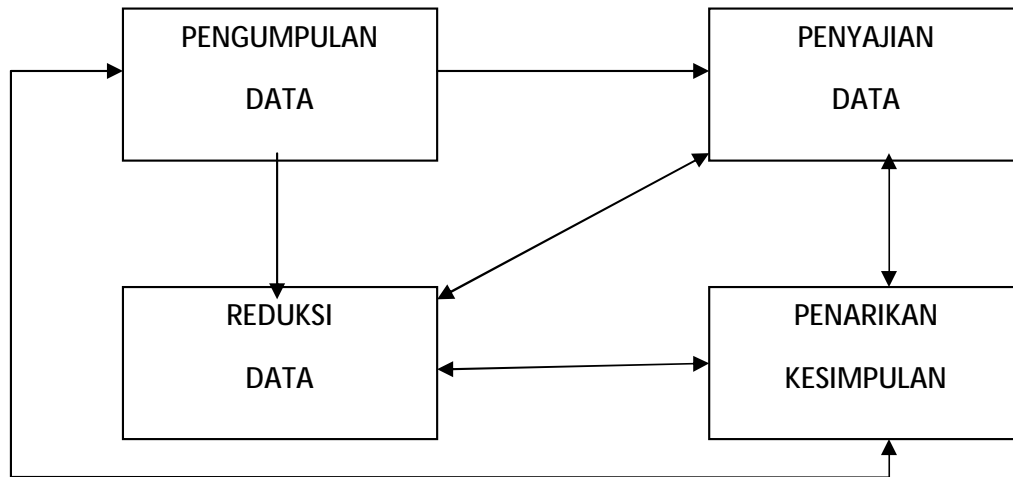 PENGUMPULAN
DATA
PENYAJIAN
DATA
REDUKSI
DATA
PENARIKAN
KESIMPULAN